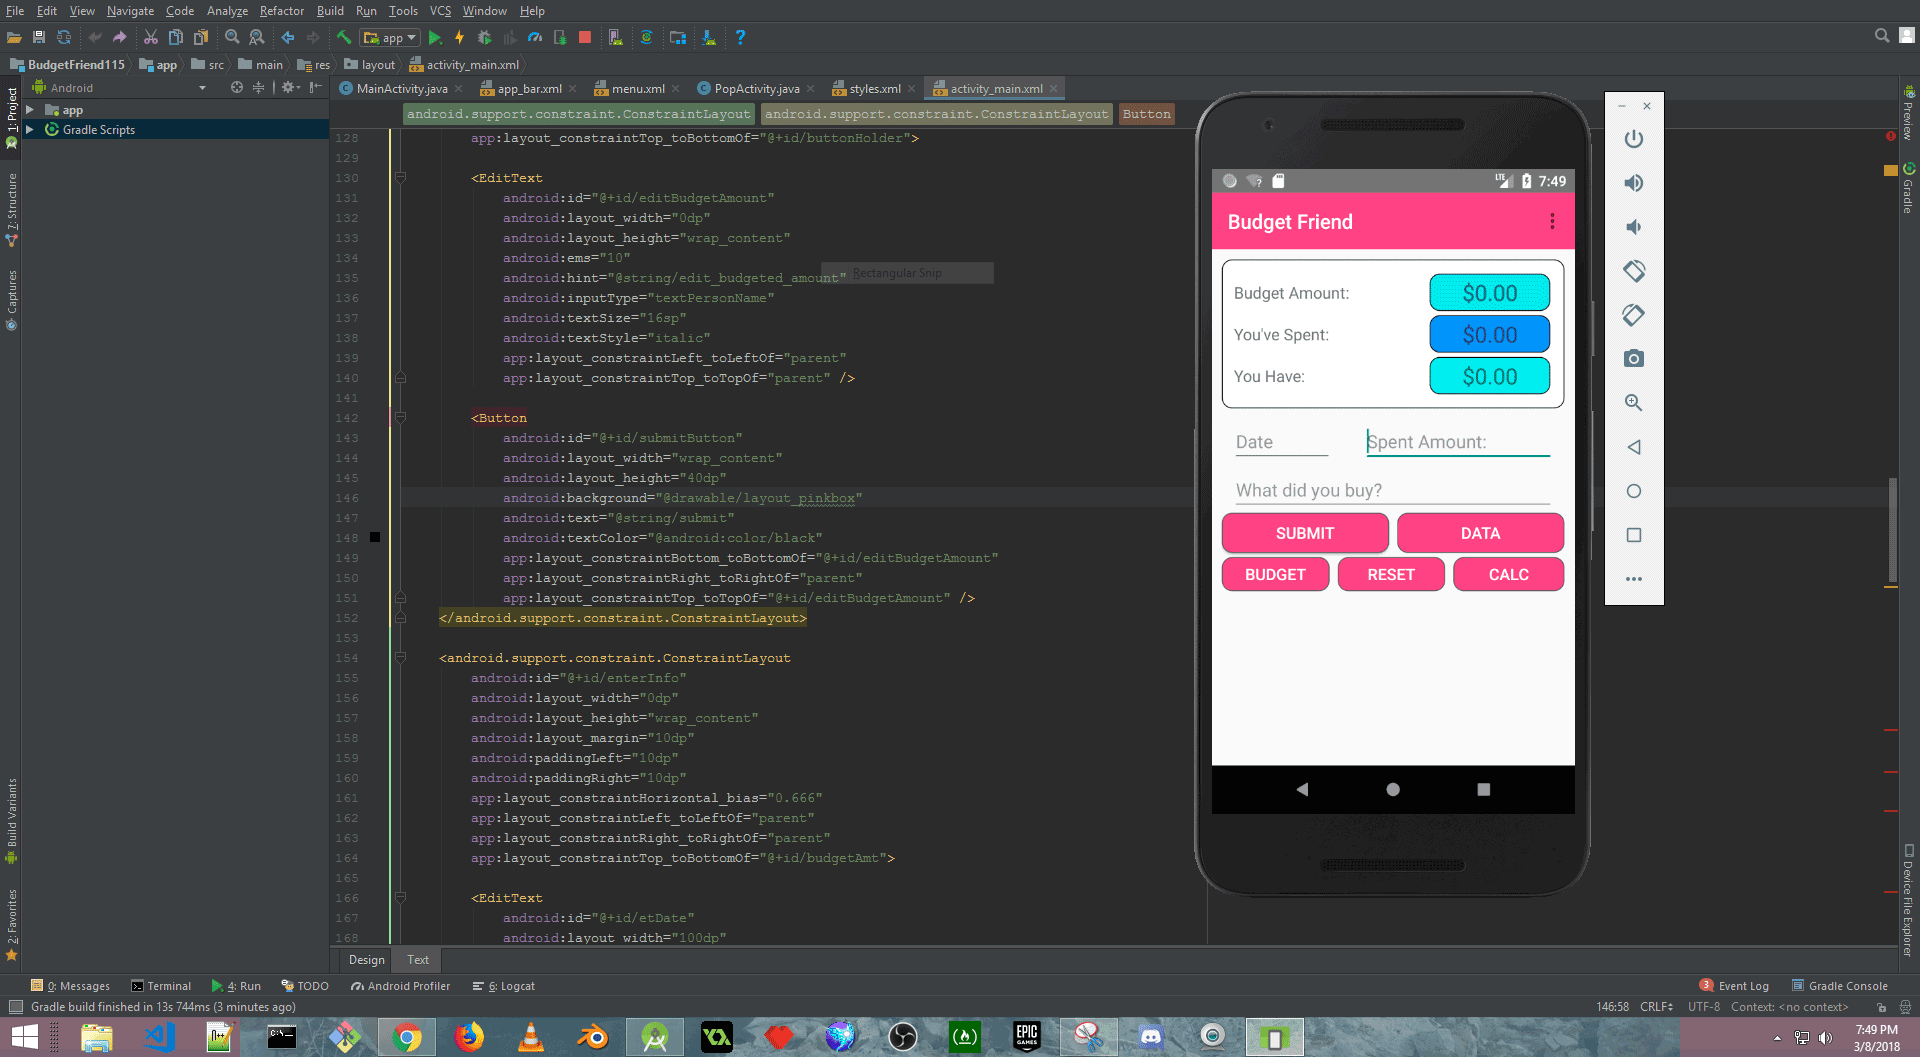 File Edit View Navigate Code Analyze Refactor Build Run Tools VCS Window Help
app
BudgetFriend115 app src main res layout activity_main.xml
Android
MainActivity.java app_bar.xml menu.xml PopActivity.java styles.xml activity_main.xml
app
Gradle Scripts
1: Project
7: Structure
Captures
Build Variants
2: Favorites
android.support.constraint.ConstraintLayout android.support.constraint.ConstraintLayout Button
128 app:layout_constraintTop_toBottomOf="@+id/buttonHolder">
129
130 <EditText
131 android:id="@+id/editBudgetAmount"
132 android:layout_width="0dp"
133 android:layout_height="wrap_content"
134 android:ems="10"
135 android:hint="@string/edit_budgeted_amount"
Rectangular Snip
136 android:inputType="textPersonName"
137 android:textSize="16sp"
138 android:textStyle="italic"
139 app:layout_constraintLeft_toLeftOf="parent"
140 app:layout_constraintTop_toTopOf="parent" />
141
142 <Button
143 android:id="@+id/submitButton"
144 android:layout_width="wrap_content"
145 android:layout_height="40dp"
146 android:background="@drawable/layout_pinkbox"
147 android:text="@string/submit"
148 android:textColor="@android:color/black"
149 app:layout_constraintBottom_toBottomOf="@+id/editBudgetAmount"
150 app:layout_constraintRight_toRightOf="parent"
151 app:layout_constraintTop_toTopOf="@+id/editBudgetAmount" />
152 </android.support.constraint.ConstraintLayout>
153
154 <android.support.constraint.ConstraintLayout
155 android:id="@+id/enterInfo"
156 android:layout_width="0dp"
157 android:layout_height="wrap_content"
158 android:layout_margin="10dp"
159 android:paddingLeft="10dp"
160 android:paddingRight="10dp"
161 app:layout_constraintHorizontal_bias="0.666"
162 app:layout_constraintLeft_toLeftOf="parent"
163 app:layout_constraintRight_toRightOf="parent"
164 app:layout_constraintTop_toBottomOf="@+id/budgetAmt">
165
166 <EditText
167 android:id="@+id/etDate"
168 android:layout_width="100dp"
LTE 7:49
Budget Friend
Budget Amount: $0.00
You've Spent: $0.00
You Have: $0.00
Date Spent Amount:
What did you buy?
SUBMIT DATA
BUDGET RESET CALC
Preview
Gradle
Device File Explorer
Design Text
0: Messages Terminal 4: Run TODO Android Profiler 6: Logcat 3 Event Log Gradle Console
Gradle build finished in 13s 744ms (3 minutes ago) 146:58 CRLF UTF-8 Context: <no context>
EPIC GAMES
7:49 PM
3/8/2018